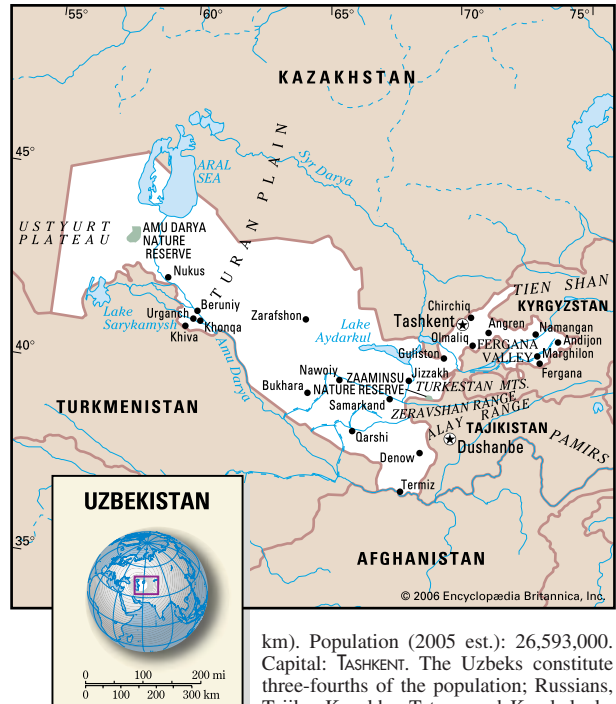 55° 60° 65° 70° 75°
KAZAKHSTAN
45°
ARAL
SEA
Syr Darya
TURAN PLAIN
USTYURT
PLATEAU
AMU DARYA
NATURE
RESERVE
Nukus
TIEN SHAN
KYRGYZSTAN
Lake
Sarykamysh
Urganch
Beruniy
Khonqa
Khiva
Zarafshon
Chirchiq
Tashkent
Angren
Namangan
Olmaliq
Andijon
FERGANA
VALLEY
Marghilon
Fergana
Lake
Aydarkul
Guliston
40°
Amu Darya
Nawoiy
ZAAMINSU
NATURE RESERVE
Jizzakh
TURKESTAN MTS.
Bukhara
Samarkand
ZERAVSHAN RANGE
ALAY RANGE
TURKMENISTAN
Qarshi
TAJIKISTAN
Dushanbe
PAMIRS
Denow
Termiz
35°
AFGHANISTAN
© 2006 Encyclopædia Britannica, Inc.
UZBEKISTAN
0 100 200 mi
0 100 200 300 km
km). Population (2005 est.): 26,593,000.
Capital: TASHKENT. The Uzbeks constitute
three-fourths of the population; Russians,